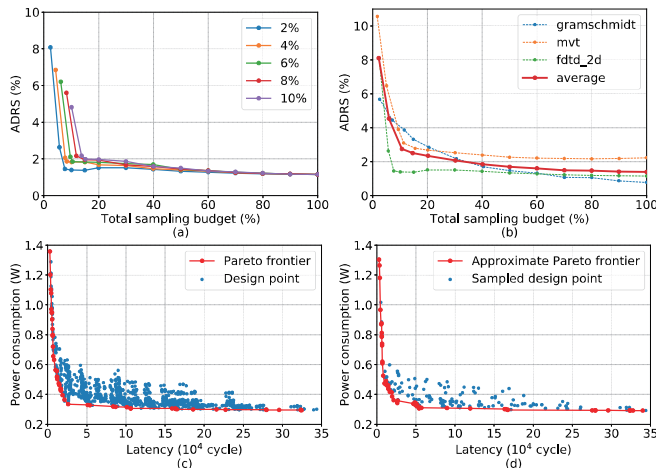 10
8
6
4
2
0
ADRS (%)
2%
4%
6%
8%
10%
0 20 40 60 80 100
Total sampling budget (%)
(a)
10
8
6
4
2
0
ADRS (%)
gramschmidt
mvt
fdtd_2d
average
0 20 40 60 80 100
Total sampling budget (%)
(b)
1.4
1.2
1.0
0.8
0.6
0.4
0.2
Power consumption (W)
Pareto frontier
Design point
0 5 10 15 20 25 30 35
Latency (10⁴ cycle)
(c)
1.4
1.2
1.0
0.8
0.6
0.4
0.2
Power consumption (W)
Approximate Pareto frontier
Sampled design point
0 5 10 15 20 25 30 35
Latency (10⁴ cycle)
(d)